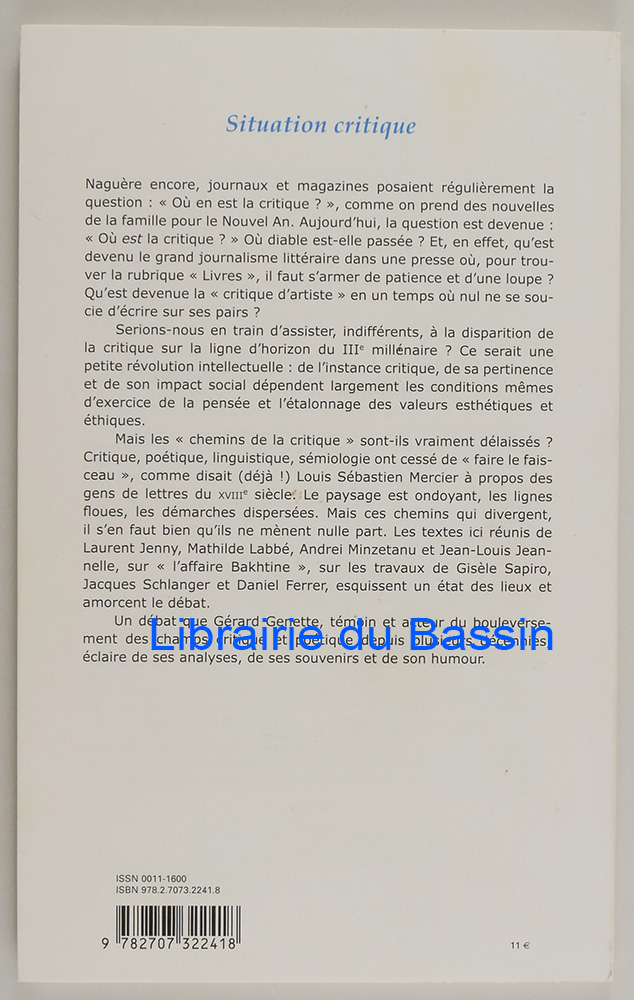 Situation critique
Naguère encore, journaux et magazines posaient régulièrement la
question : « Où en est la critique ? », comme on prend des nouvelles
de la famille pour le Nouvel An. Aujourd’hui, la question est devenue :
« Où est la critique ? » Où diable est-elle passée ? Et, en effet, qu’est
devenu le grand journalisme littéraire dans une presse où, pour trou-
ver la rubrique « Livres », il faut s’armer de patience et d’une loupe ?
Qu’est devenue la « critique d’artiste » en un temps où nul ne se sou-
cie d’écrire sur ses pairs ?
Serions-nous en train d’assister, indifférents, à la disparition de
la critique sur la ligne d’horizon du IIIe millénaire ? Ce serait une
petite révolution intellectuelle : de l’instance critique, de sa pertinence
et de son impact social dépendent largement les conditions mêmes
d’exercice de la pensée et l’étalonnage des valeurs esthétiques et
éthiques.
Mais les « chemins de la critique » sont-ils vraiment délaissés ?
Critique, poétique, linguistique, sémiologie ont cessé de « faire le fais-
ceau », comme disait (déjà !) Louis Sébastien Mercier à propos des
gens de lettres du XVIIIe siècle. Le paysage est ondoyant, les lignes
floues, les démarches dispersées. Mais ces chemins qui divergent,
il s’en faut bien qu’ils ne mènent nulle part. Les textes ici réunis de
Laurent Jenny, Mathilde Labbé, Andrei Minzetanu et Jean-Louis Jean-
nelle, sur « l’affaire Bakhtine », sur les travaux de Gisèle Sapiro,
Jacques Schlanger et Daniel Ferrer, esquissent un état des lieux et
amorcent le débat.
Un débat que Gérard Genette, témoin et acteur du bouleverse-
ment des champs critique et poétique depuis plusieurs décennies,
éclaire de ses analyses, de ses souvenirs et de son humour.
Librairie du Bassin
ISSN 0011-1600
ISBN 978.2.7073.2241.8
9 782707 322418
11 €